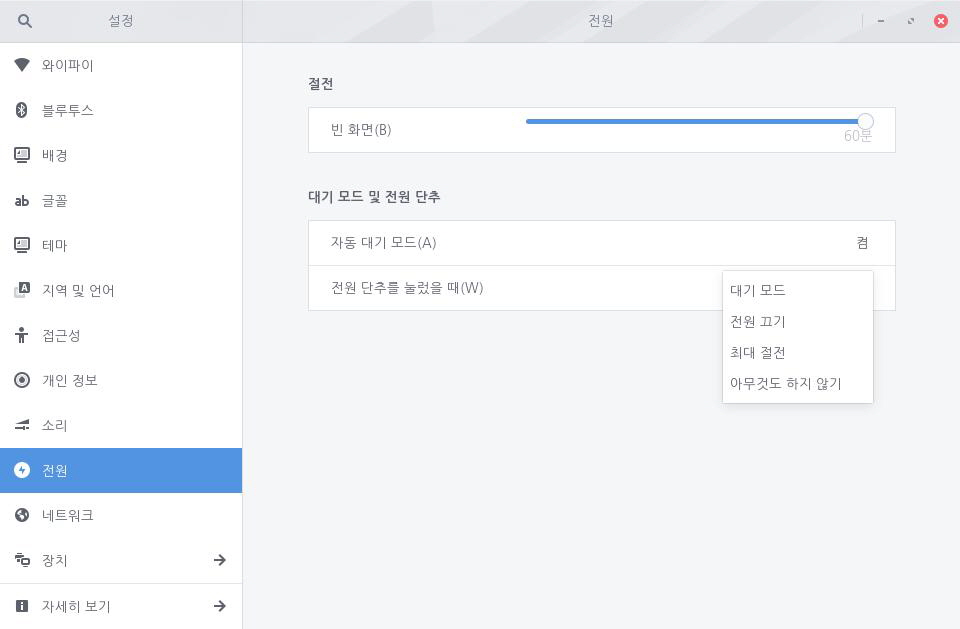 설정
전원
와이파이
블루투스
배경
글꼴
테마
지역 및 언어
접근성
개인 정보
소리
전원
네트워크
장치
자세히 보기
절전
빈 화면(B)
60분
대기 모드 및 전원 단추
자동 대기 모드(A)
켬
전원 단추를 눌렀을 때(W)
대기 모드
전원 끄기
최대 절전
아무것도 하지 않기